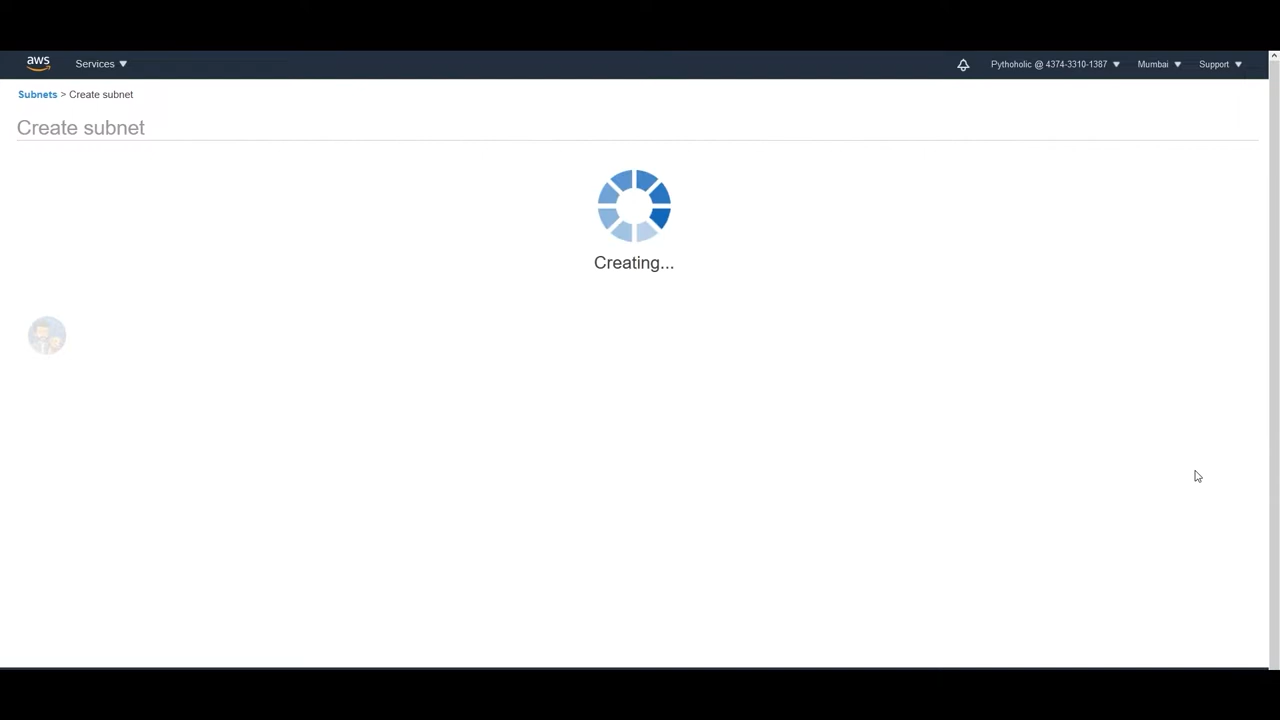 aws
Services
Pythoholic @ 4374-3310-1387
Mumbai
Support
Subnets > Create subnet
Create subnet
Creating...